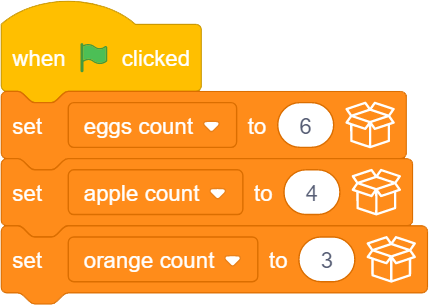 when clicked
set eggs count to 6
set apple count to 4
set orange count to 3